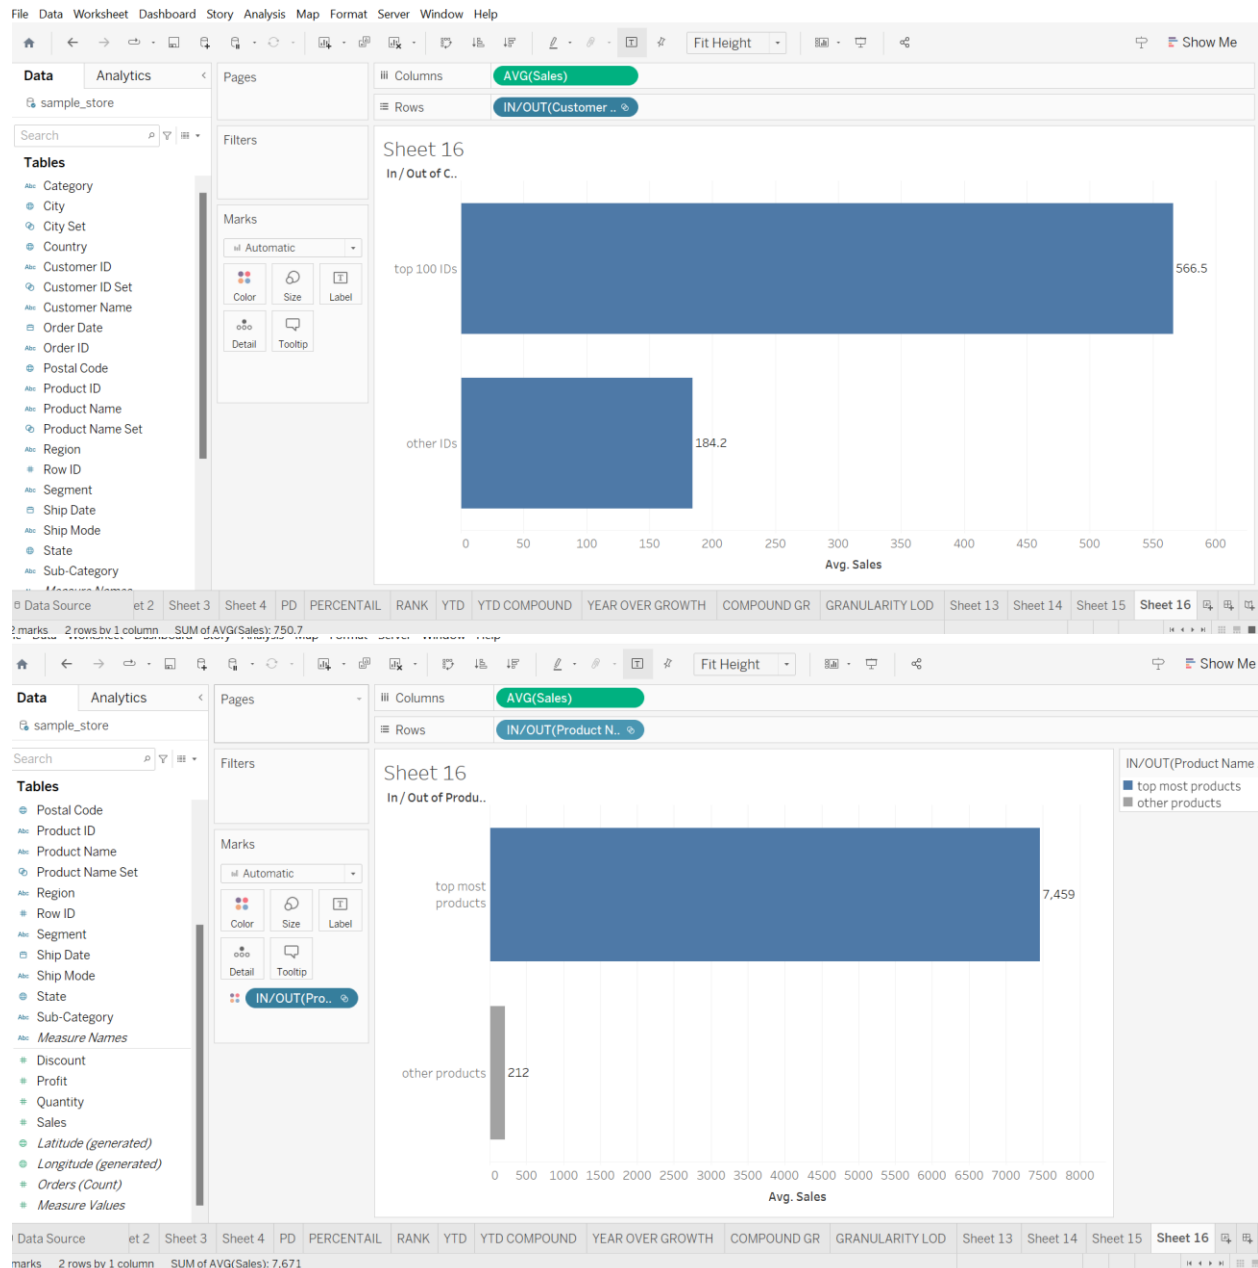 File Data Worksheet Dashboard Story Analysis Map Format Server Window Help
Fit Height
Show Me
Data Analytics
sample_store
Search
Tables
Category
City
City Set
Country
Customer ID
Customer ID Set
Customer Name
Order Date
Order ID
Postal Code
Product ID
Product Name
Product Name Set
Region
Row ID
Segment
Ship Date
Ship Mode
State
Sub-Category
Measure Names
Pages
Filters
Marks
Automatic
Color Size Label
Detail Tooltip
Columns AVG(Sales)
Rows IN/OUT(Customer ..
Sheet 16
In / Out of C..
top 100 IDs 566.5
other IDs 184.2
0 50 100 150 200 250 300 350 400 450 500 550 600
Avg. Sales
Data Source et 2 Sheet 3 Sheet 4 PD PERCENTAIL RANK YTD YTD COMPOUND YEAR OVER GROWTH COMPOUND GR GRANULARITY LOD Sheet 13 Sheet 14 Sheet 15 Sheet 16
2 marks 2 rows by 1 column SUM of AVG(Sales): 750.7
Fit Height
Show Me
Data Analytics
sample_store
Search
Tables
Postal Code
Product ID
Product Name
Product Name Set
Region
Row ID
Segment
Ship Date
Ship Mode
State
Sub-Category
Measure Names
Discount
Profit
Quantity
Sales
Latitude (generated)
Longitude (generated)
Orders (Count)
Measure Values
Pages
Filters
Marks
Automatic
Color Size Label
Detail Tooltip
IN/OUT(Pro..
Columns AVG(Sales)
Rows IN/OUT(Product N..
Sheet 16
In / Out of Produ..
top most
products
7,459
other products 212
0 500 1000 1500 2000 2500 3000 3500 4000 4500 5000 5500 6000 6500 7000 7500 8000
Avg. Sales
IN/OUT(Product Name
top most products
other products
Data Source et 2 Sheet 3 Sheet 4 PD PERCENTAIL RANK YTD YTD COMPOUND YEAR OVER GROWTH COMPOUND GR GRANULARITY LOD Sheet 13 Sheet 14 Sheet 15 Sheet 16
marks 2 rows by 1 column SUM of AVG(Sales): 7,671